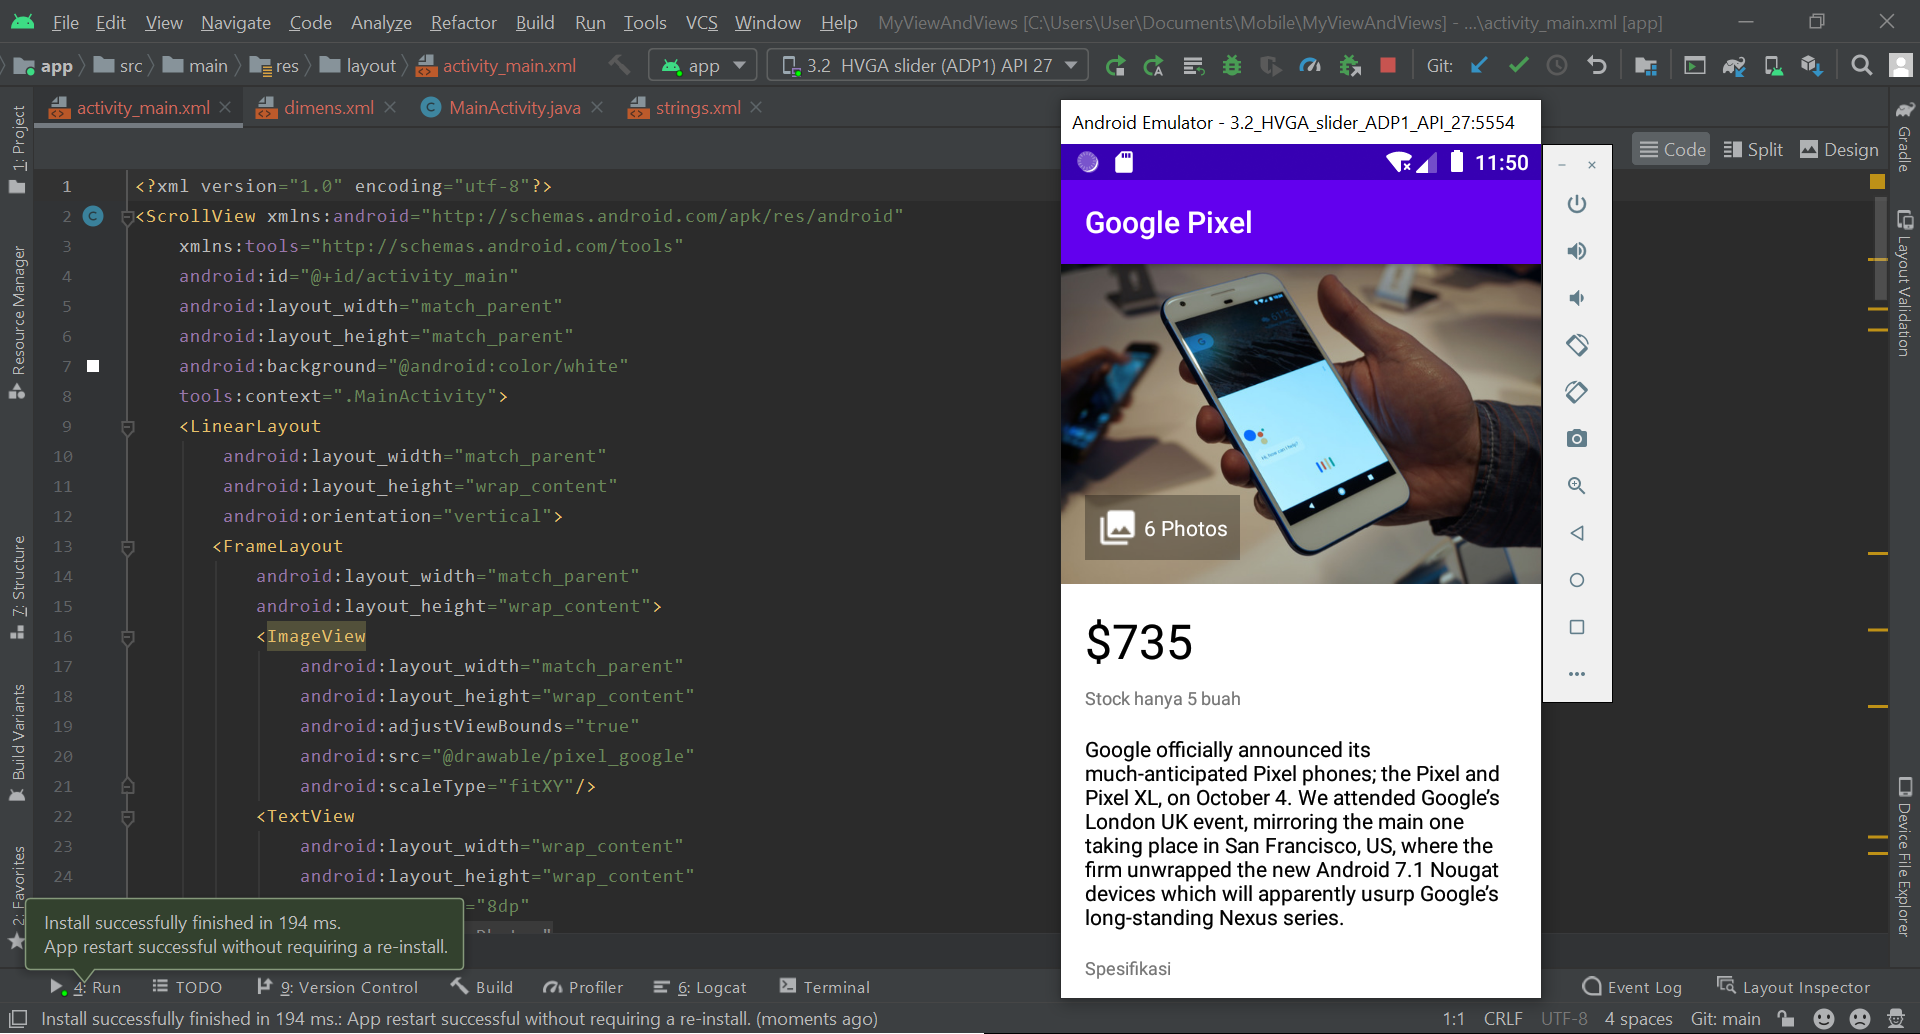 File Edit View Navigate Code Analyze Refactor Build Run Tools VCS Window Help MyViewAndViews [C:\Users\User\Documents\Mobile\MyViewAndViews] - ...\activity_main.xml [app]
app src main res layout activity_main.xml app 3.2 HVGA slider (ADP1) API 27 Git:
activity_main.xml dimens.xml MainActivity.java strings.xml
Code Split Design
1: Project
Resource Manager
7: Structure
Build Variants
2: Favorites
1 <?xml version="1.0" encoding="utf-8"?>
2 <ScrollView xmlns:android="http://schemas.android.com/apk/res/android"
3 xmlns:tools="http://schemas.android.com/tools"
4 android:id="@+id/activity_main"
5 android:layout_width="match_parent"
6 android:layout_height="match_parent"
7 android:background="@android:color/white"
8 tools:context=".MainActivity">
9 <LinearLayout
10 android:layout_width="match_parent"
11 android:layout_height="wrap_content"
12 android:orientation="vertical">
13 <FrameLayout
14 android:layout_width="match_parent"
15 android:layout_height="wrap_content">
16 <ImageView
17 android:layout_width="match_parent"
18 android:layout_height="wrap_content"
19 android:adjustViewBounds="true"
20 android:src="@drawable/pixel_google"
21 android:scaleType="fitXY"/>
22 <TextView
23 android:layout_width="wrap_content"
24 android:layout_height="wrap_content"
="8dp"
Install successfully finished in 194 ms.
App restart successful without requiring a re-install.
Android Emulator - 3.2_HVGA_slider_ADP1_API_27:5554
11:50
Google Pixel
6 Photos
$735
Stock hanya 5 buah
Google officially announced its
much-anticipated Pixel phones; the Pixel and
Pixel XL, on October 4. We attended Google’s
London UK event, mirroring the main one
taking place in San Francisco, US, where the
firm unwrapped the new Android 7.1 Nougat
devices which will apparently usurp Google’s
long-standing Nexus series.
Spesifikasi
Gradle
Layout Validation
Device File Explorer
4: Run TODO 9: Version Control Build Profiler 6: Logcat Terminal Event Log Layout Inspector
Install successfully finished in 194 ms.: App restart successful without requiring a re-install. (moments ago) 1:1 CRLF UTF-8 4 spaces Git: main